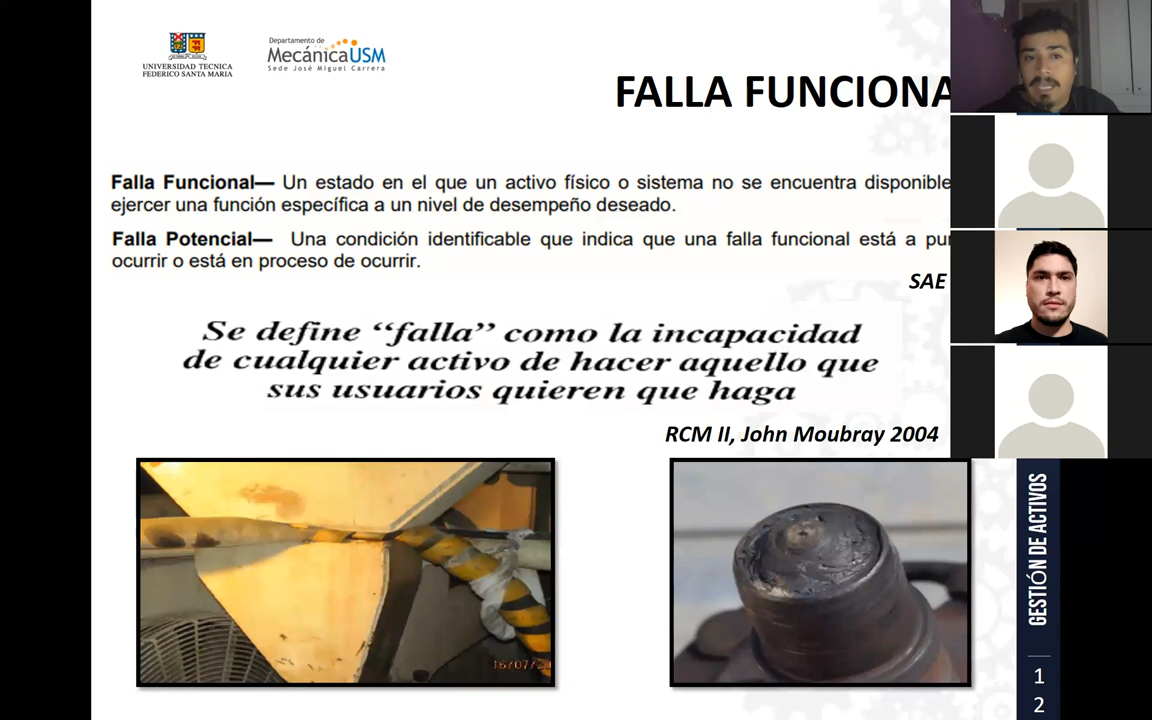 UNIVERSIDAD TECNICA
FEDERICO SANTA MARIA
Departamento de
MecánicaUSM
Sede José Miguel Carrera
FALLA FUNCIONA
Falla Funcional— Un estado en el que un activo físico o sistema no se encuentra disponible
ejercer una función específica a un nivel de desempeño deseado.
Falla Potencial— Una condición identificable que indica que una falla funcional está a pu
ocurrir o está en proceso de ocurrir.
SAE
Se define “falla” como la incapacidad
de cualquier activo de hacer aquello que
sus usuarios quieren que haga
RCM II, John Moubray 2004
16/07/20
GESTIÓN DE ACTIVOS
1
2